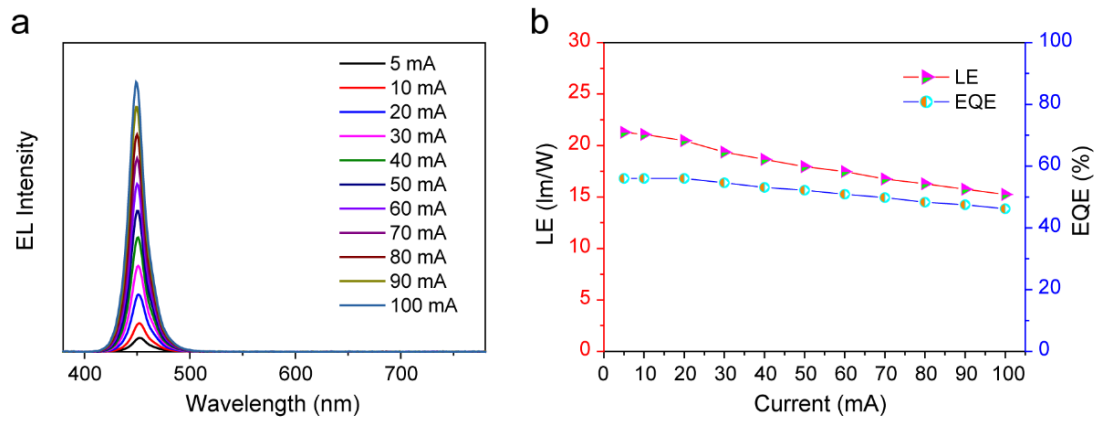 a
EL Intensity
5 mA
10 mA
20 mA
30 mA
40 mA
50 mA
60 mA
70 mA
80 mA
90 mA
100 mA
400 500 600 700
Wavelength (nm)
b
LE (lm/W)
30
25
20
15
10
5
0
LE
EQE
100
80
60
40
20
0
EQE (%)
0 10 20 30 40 50 60 70 80 90 100
Current (mA)